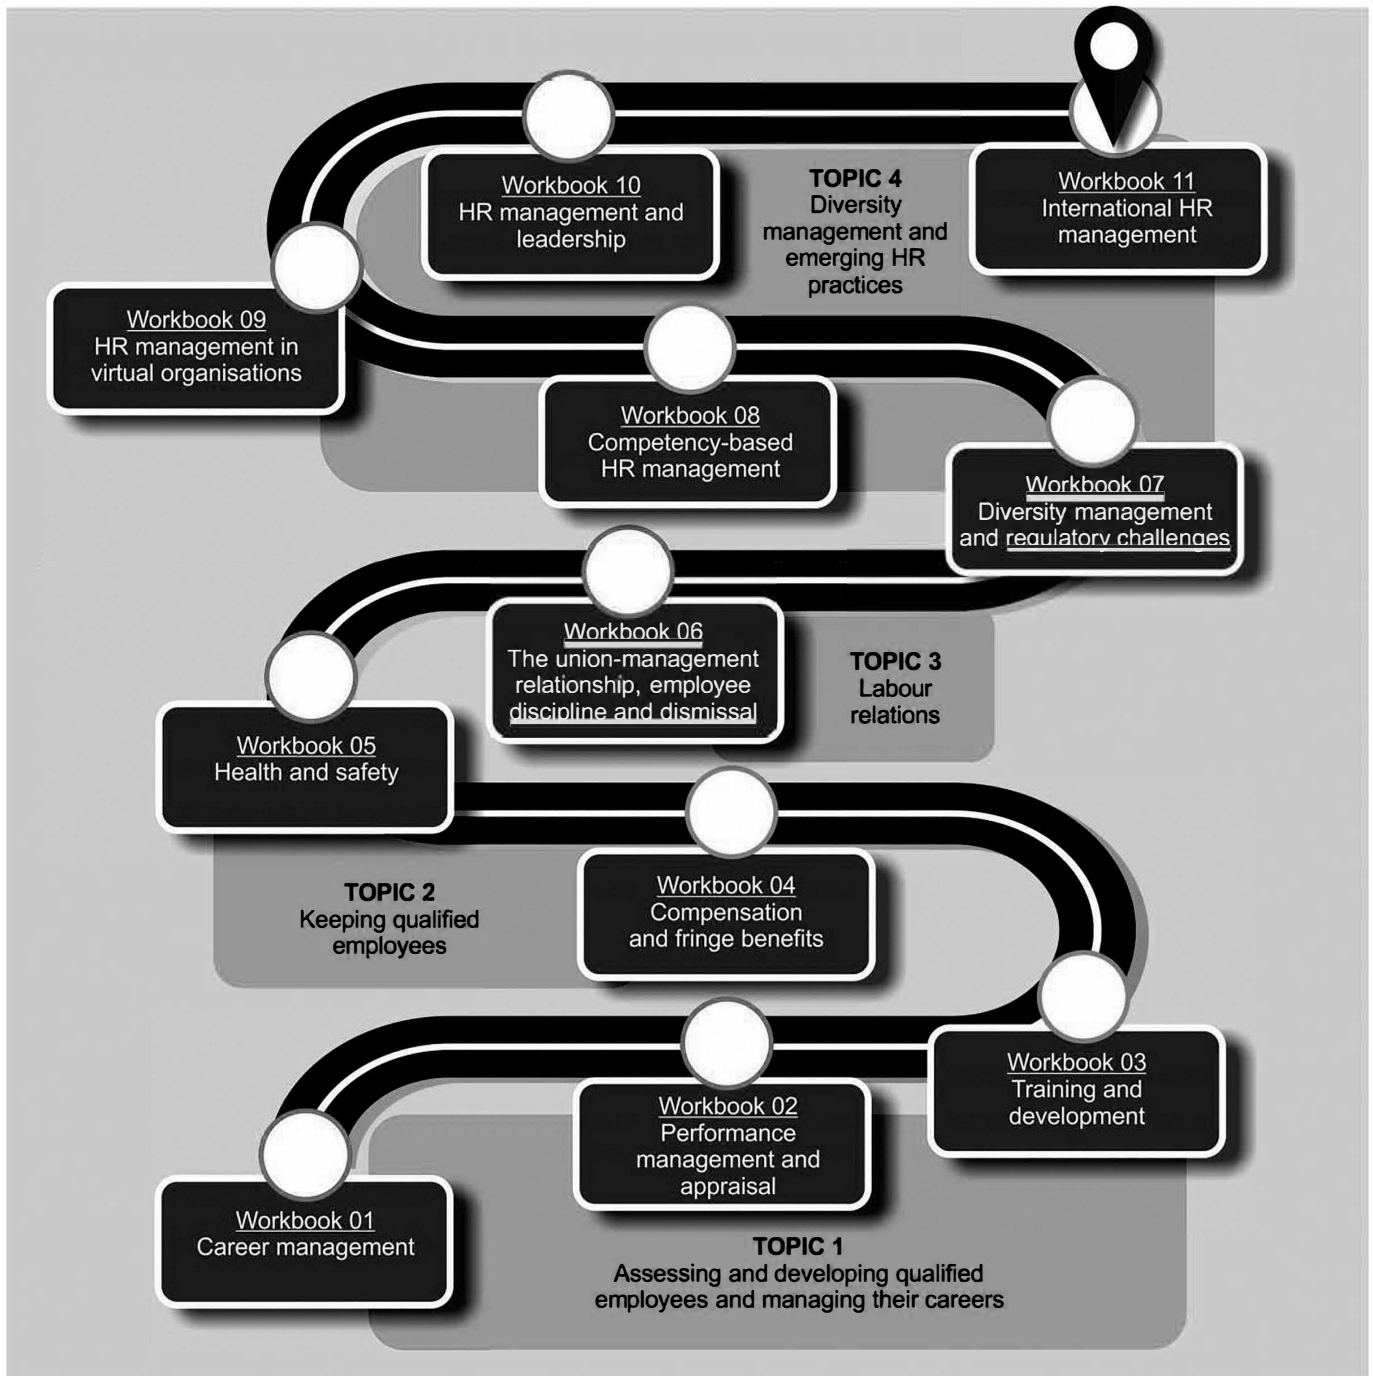 Workbook 10
HR management and
leadership
TOPIC 4
Diversity
management and
emerging HR
practices
Workbook 11
International HR
management
Workbook 09
HR management in
virtual organisations
Workbook 08
Competency-based
HR management
Workbook 07
Diversity management
and regulatory challenges
Workbook 06
The union-management
relationship, employee
discipline and dismissal
TOPIC 3
Labour
relations
Workbook 05
Health and safety
TOPIC 2
Keeping qualified
employees
Workbook 04
Compensation
and fringe benefits
Workbook 03
Training and
development
Workbook 02
Performance
management and
appraisal
Workbook 01
Career management
TOPIC 1
Assessing and developing qualified
employees and managing their careers